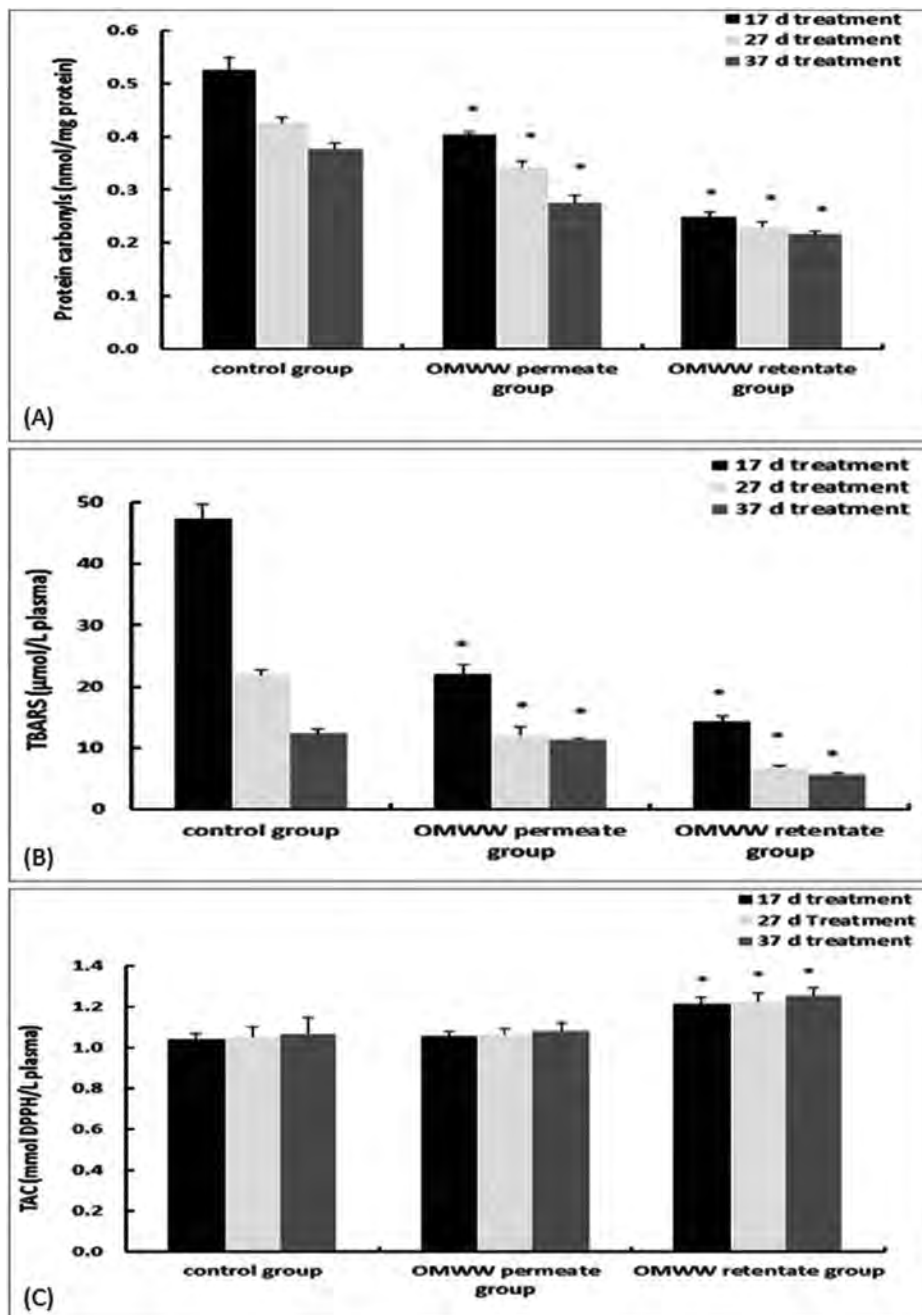 17 d treatment
27 d treatment
37 d treatment
Protein carbonyls (nmol/mg protein)
0.6
0.5
0.4
0.3
0.2
0.1
0.0
*
*
*
*
*
*
control group
OMWW permeate
group
OMWW retentate
group
(A)
17 d treatment
27 d treatment
37 d treatment
TBARS (µmol/L plasma)
50
40
30
20
10
0
*
*
*
*
*
*
control group
OMWW permeate
group
OMWW retentate
group
(B)
17 d treatment
27 d Treatment
37 d treatment
TAC (mmol DPPH/L plasma)
1.4
1.2
1.0
0.8
0.6
0.4
0.2
0.0
*
*
*
control group
OMWW permeate
group
OMWW retentate group
(C)